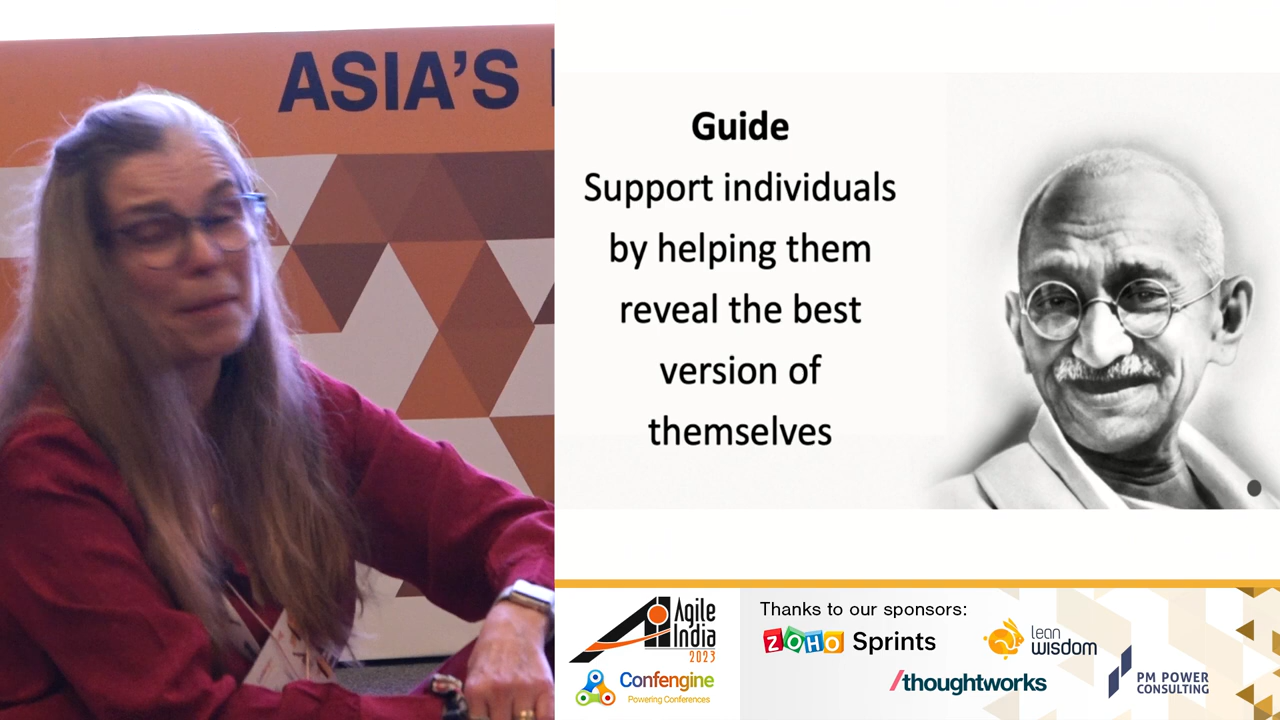 ASIA'S
Guide
Support individuals
by helping them
reveal the best
version of
themselves
Agile
India
2023
Confengine
Powering Conferences
Thanks to our sponsors:
ZOHO Sprints
lean
wisdom
/thoughtworks
PM POWER
CONSULTING